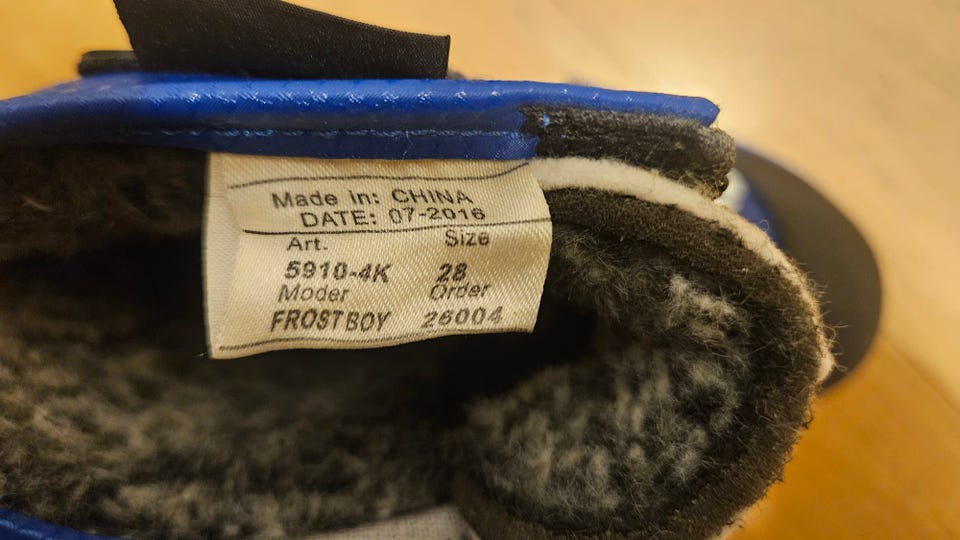 Made in: CHINA
DATE: 07-2016
Art. Size
5910-4K 28
Moder Order
FROSTBOY 26004